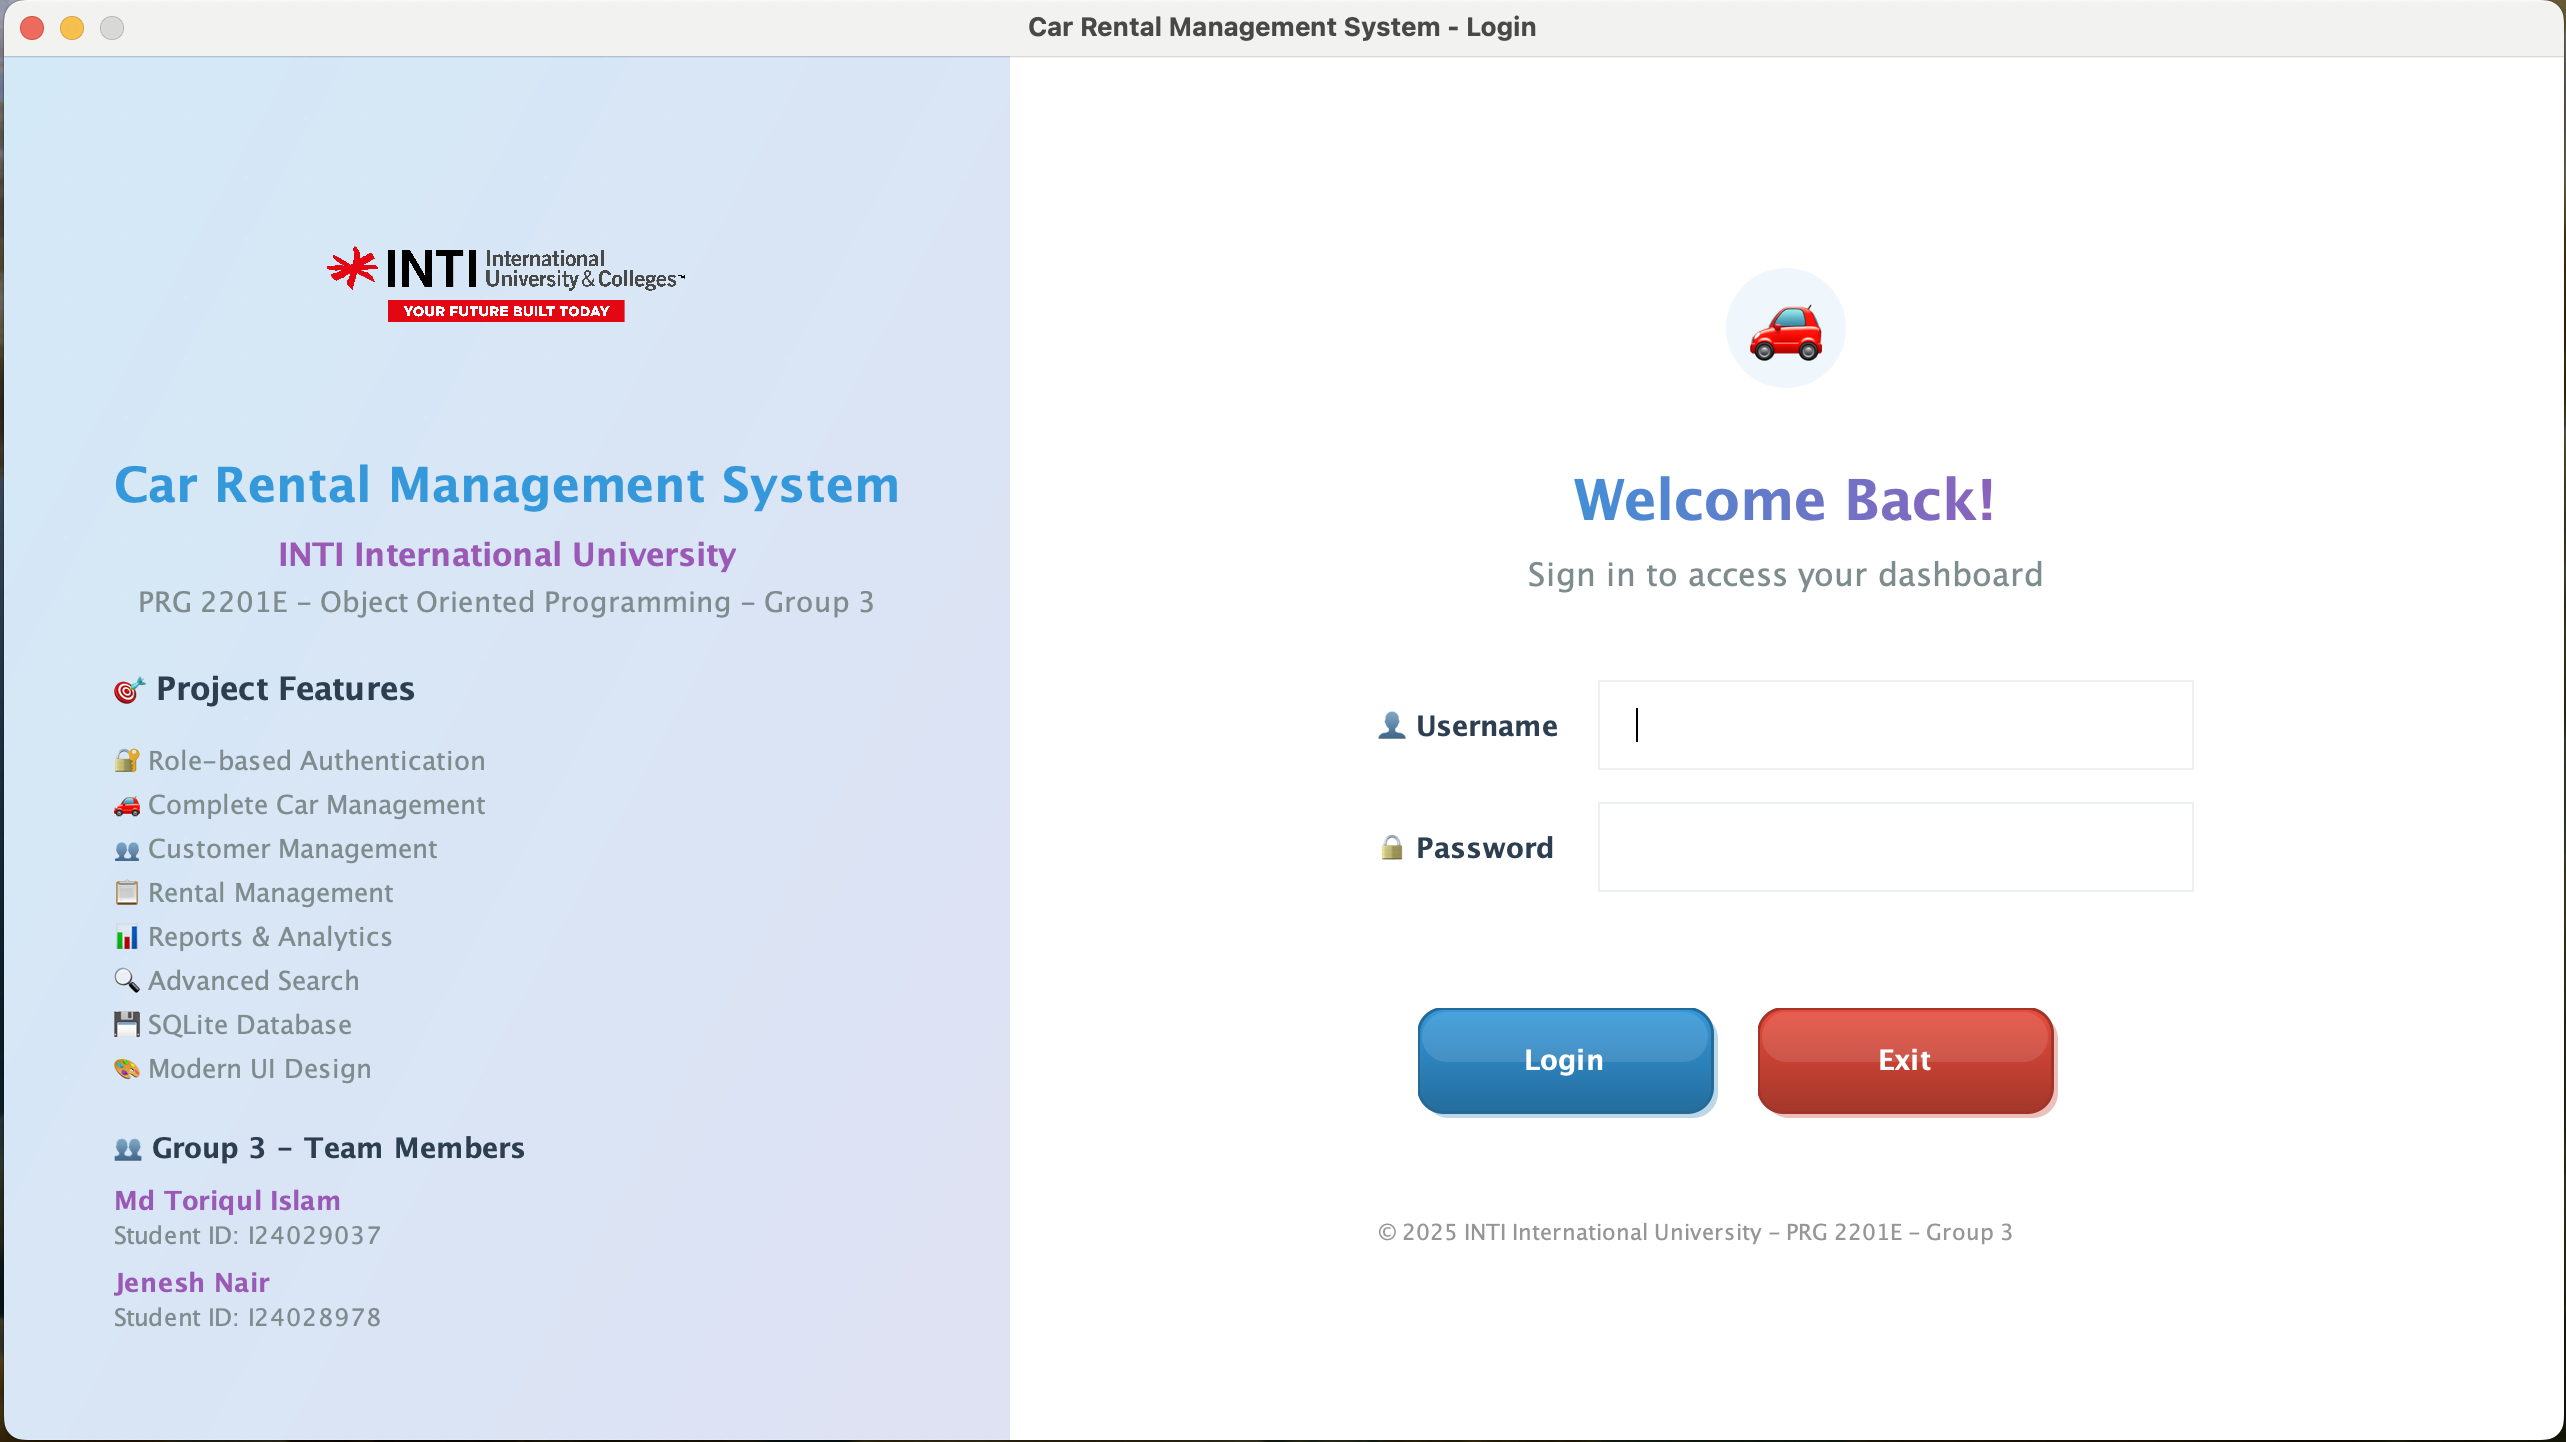 Car Rental Management System - Login
INTI International
University & Colleges™
YOUR FUTURE BUILT TODAY
Car Rental Management System
INTI International University
PRG 2201E – Object Oriented Programming – Group 3
Project Features
Role-based Authentication
Complete Car Management
Customer Management
Rental Management
Reports & Analytics
Advanced Search
SQLite Database
Modern UI Design
Group 3 – Team Members
Md Toriqul Islam
Student ID: I24029037
Jenesh Nair
Student ID: I24028978
Welcome Back!
Sign in to access your dashboard
Username
Password
Login
Exit
© 2025 INTI International University – PRG 2201E – Group 3